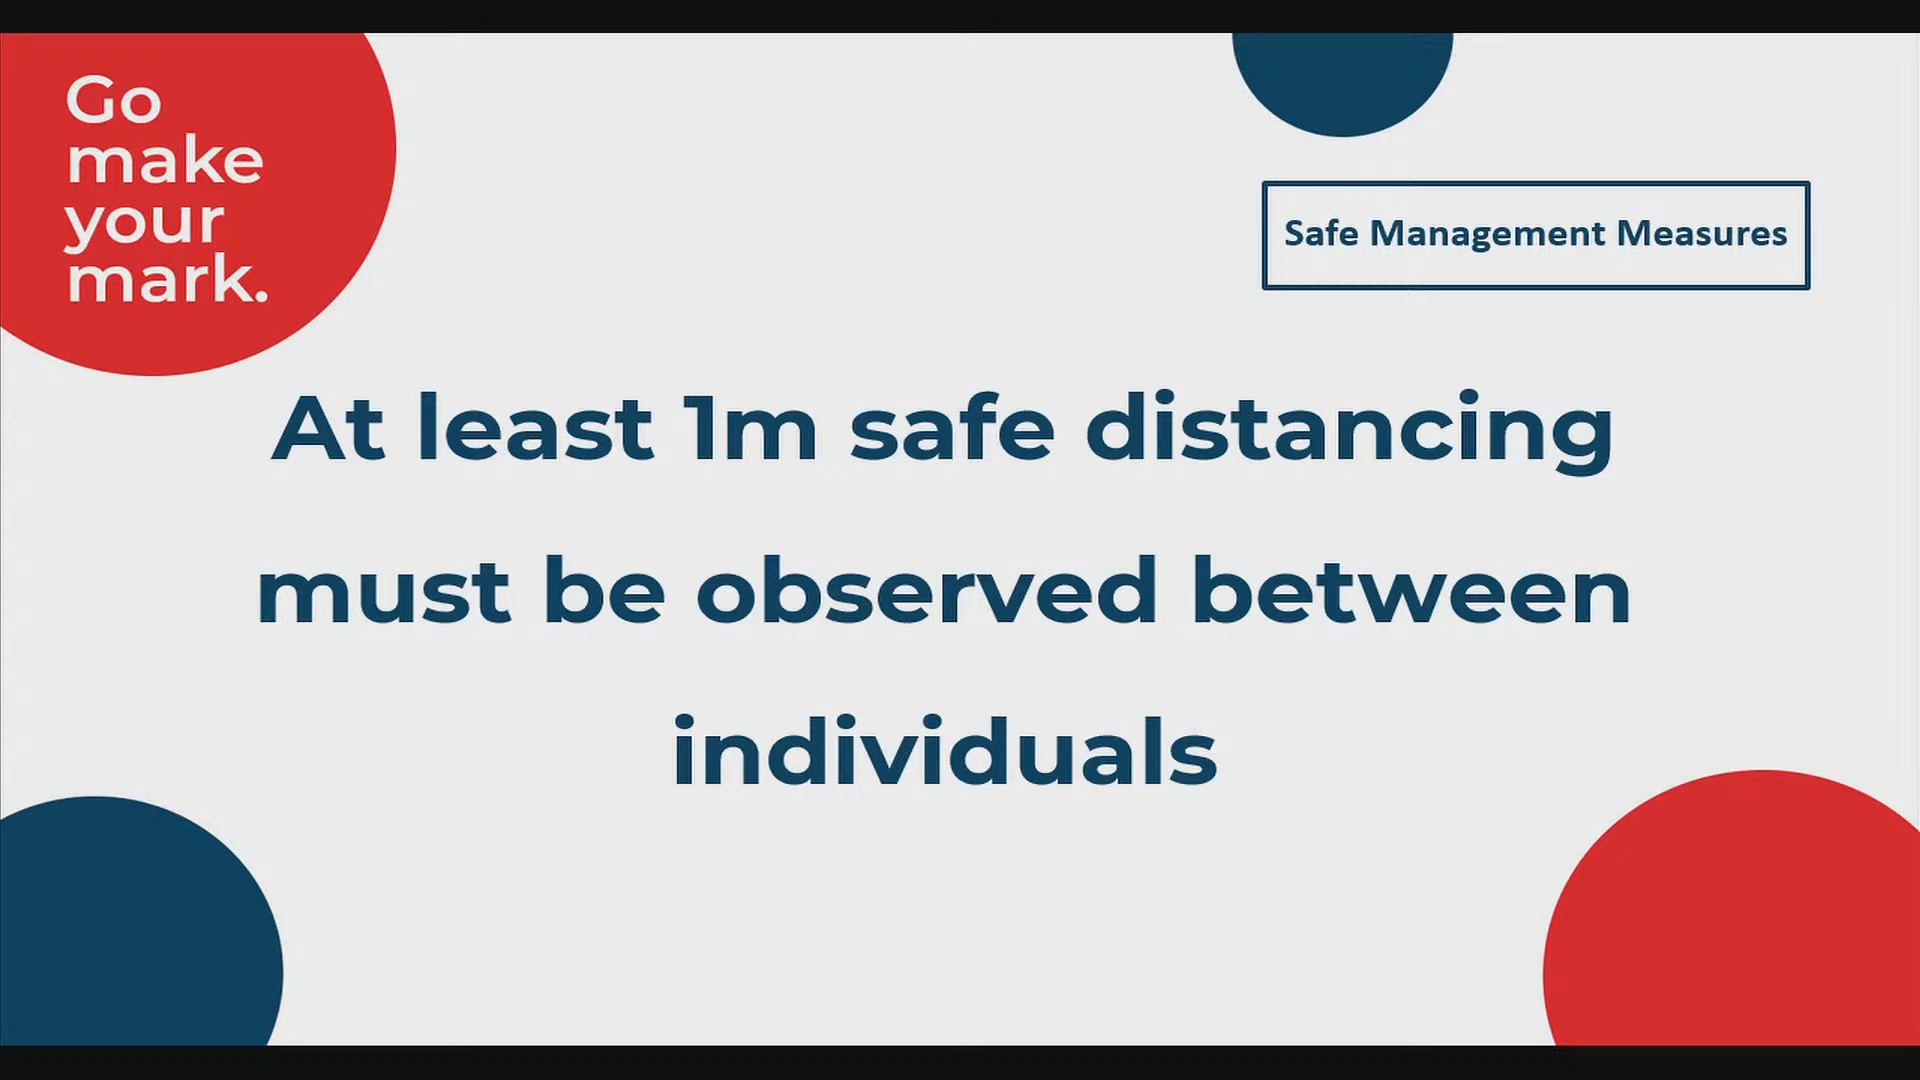 Go
make
your
mark.
Safe Management Measures
At least 1m safe distancing
must be observed between
individuals